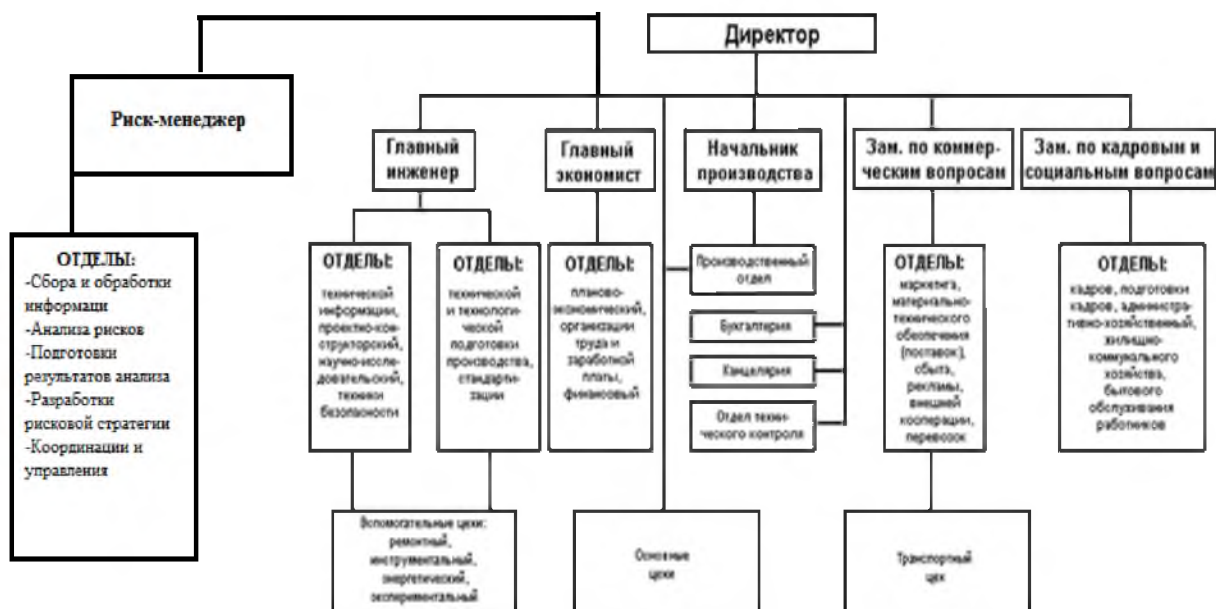 Директор
Риск-менеджер
Главный
инженер
Главный
экономист
Начальник
производства
Зам. по коммер-
ческим вопросам
Зам. по кадровым и
социальным вопросам
ОТДЕЛЫ:
-Сбора и обработки
информаци
-Анализа рисков
-Подготовки
результатов анализа
-Разработки
рисковой стратегии
-Координации и
управления
ОТДЕЛЫ:
технической
информации,
проектно-кон-
структорский,
научно-иссле-
довательский,
техники
безопасности
ОТДЕЛЫ:
технической
и технологи-
ческой
подготовки
производства,
стандарти-
зации
ОТДЕЛЫ:
планово-
экономический,
организации
труда и
заработной
платы,
финансовый
Производственный
отдел
Бухгалтерия
Канцелярия
Отдел техни-
ческого контроля
ОТДЕЛЫ:
маркетинга,
материально-
технического
обеспечения
(поставок),
сбыта,
рекламы,
внешней
кооперации,
перевозок
ОТДЕЛЫ:
кадров, подготовки
кадров, администра-
тивно-хозяйственный,
жилищно-
коммунального
хозяйства,
бытового
обслуживания
работников
Вспомогательные цехи:
ремонтный,
инструментальный,
энергетический,
экспериментальный
Основные
цехи
Транспортный
цех